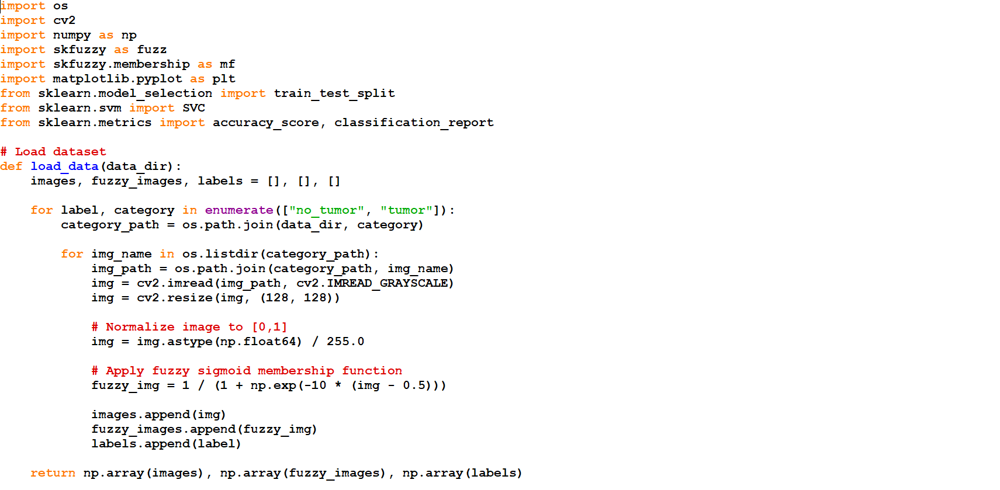 import os
import cv2
import numpy as np
import skfuzzy as fuzz
import skfuzzy.membership as mf
import matplotlib.pyplot as plt
from sklearn.model_selection import train_test_split
from sklearn.svm import SVC
from sklearn.metrics import accuracy_score, classification_report

# Load dataset
def load_data(data_dir):
    images, fuzzy_images, labels = [], [], []

    for label, category in enumerate(["no_tumor", "tumor"]):
        category_path = os.path.join(data_dir, category)

        for img_name in os.listdir(category_path):
            img_path = os.path.join(category_path, img_name)
            img = cv2.imread(img_path, cv2.IMREAD_GRAYSCALE)
            img = cv2.resize(img, (128, 128))

            # Normalize image to [0,1]
            img = img.astype(np.float64) / 255.0

            # Apply fuzzy sigmoid membership function
            fuzzy_img = 1 / (1 + np.exp(-10 * (img - 0.5)))

            images.append(img)
            fuzzy_images.append(fuzzy_img)
            labels.append(label)

    return np.array(images), np.array(fuzzy_images), np.array(labels)